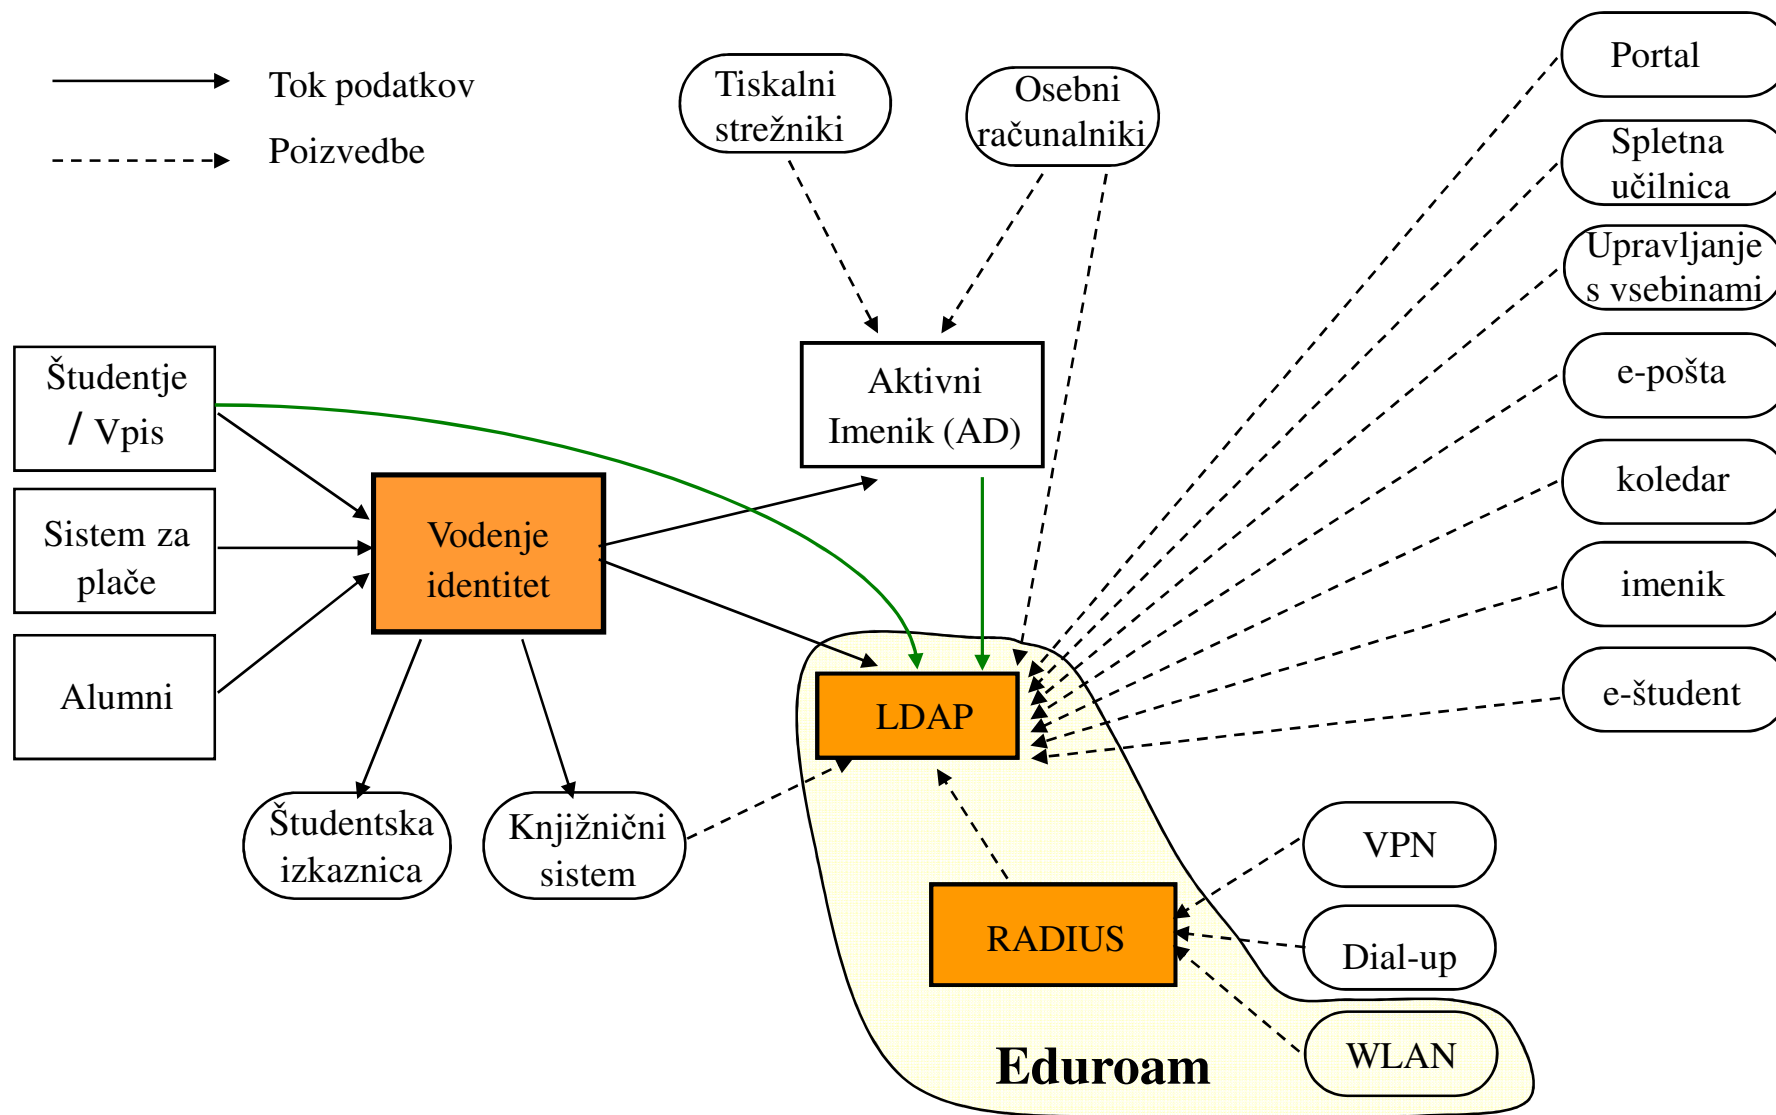 Tok podatkov
Poizvedbe
Tiskalni
strežniki
Osebni
računalniki
Portal
Spletna
učilnica
Upravljanje
s vsebinami
e-pošta
koledar
imenik
e-študent
Študentje
/ Vpis
Sistem za
plače
Alumni
Vodenje
identitet
Aktivni
Imenik (AD)
LDAP
Študentska
izkaznica
Knjižnični
sistem
RADIUS
VPN
Dial-up
WLAN
Eduroam